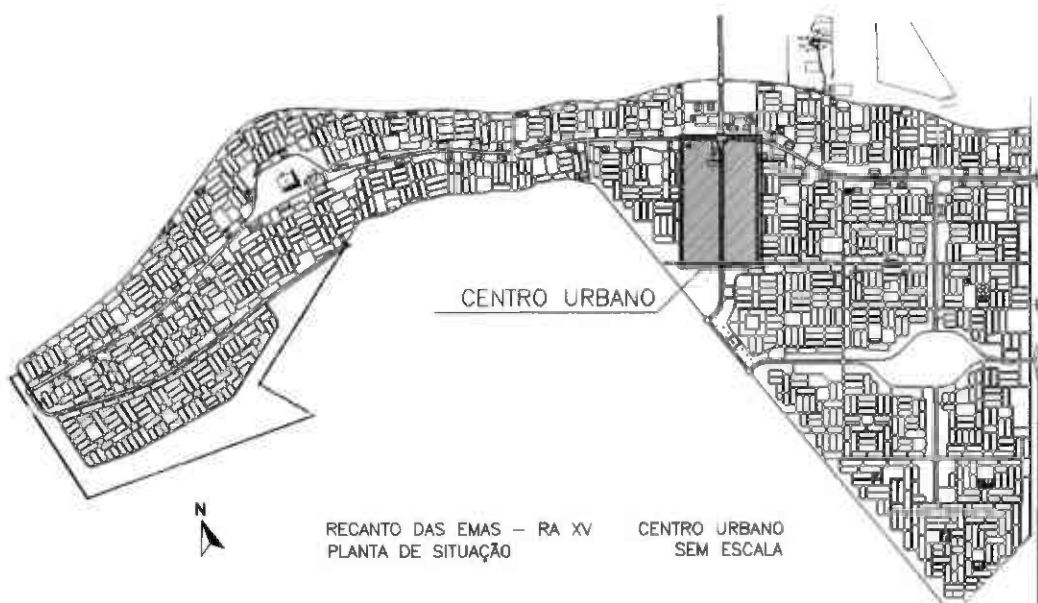 CENTRO URBANO
N
RECANTO DAS EMAS – RA XV
PLANTA DE SITUAÇÃO
CENTRO URBANO
SEM ESCALA